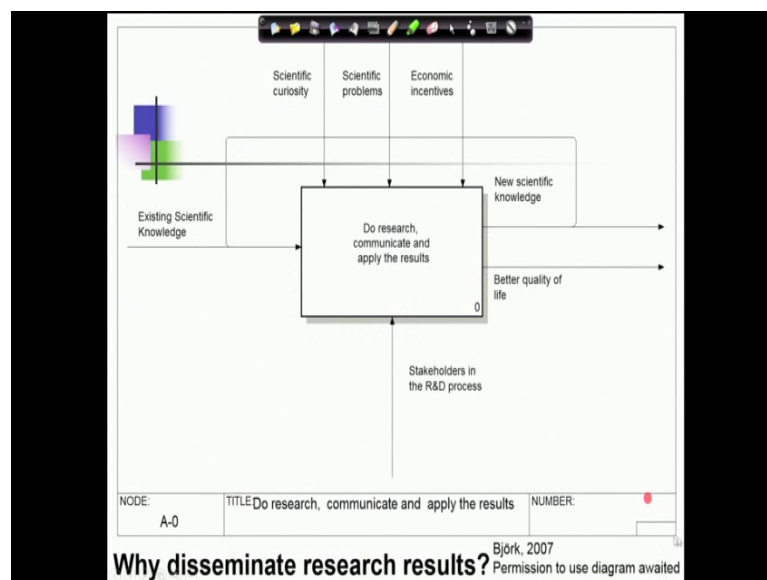 Scientific
curiosity
Scientific
problems
Economic
incentives
New scientific
knowledge
Existing Scientific
Knowledge
Do research,
communicate and
apply the results
0
Better quality of
life
Stakeholders in
the R&D process
NODE:
A-0
TITLE:Do research, communicate and apply the results
NUMBER:
Why disseminate research results?
Björk, 2007
Permission to use diagram awaited